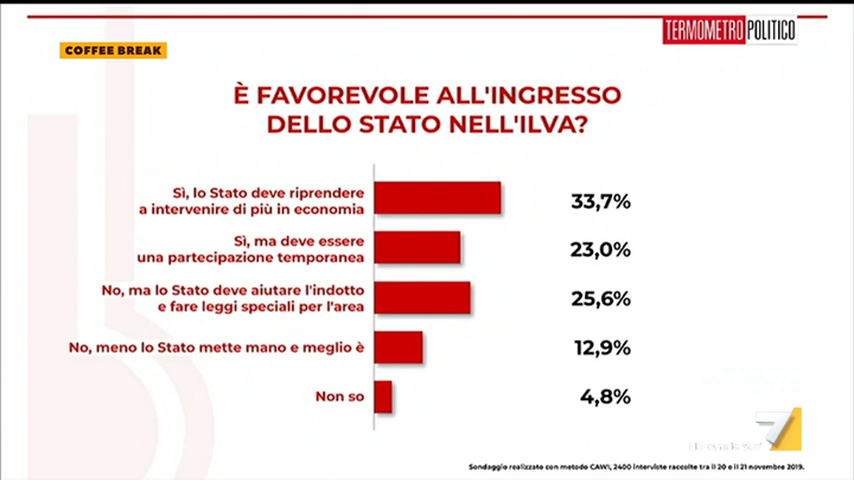 COFFEE BREAK
TERMOMETRO POLITICO
È FAVOREVOLE ALL'INGRESSO
DELLO STATO NELL'ILVA?
Sì, lo Stato deve riprendere
a intervenire di più in economia
33,7%
Sì, ma deve essere
una partecipazione temporanea
23,0%
No, ma lo Stato deve aiutare l'indotto
e fare leggi speciali per l'area
25,6%
No, meno lo Stato mette mano e meglio è
12,9%
Non so
4,8%
7
Sondaggio realizzato con metodo CAWI, 2400 interviste raccolte tra il 20 e il 21 novembre 2019.